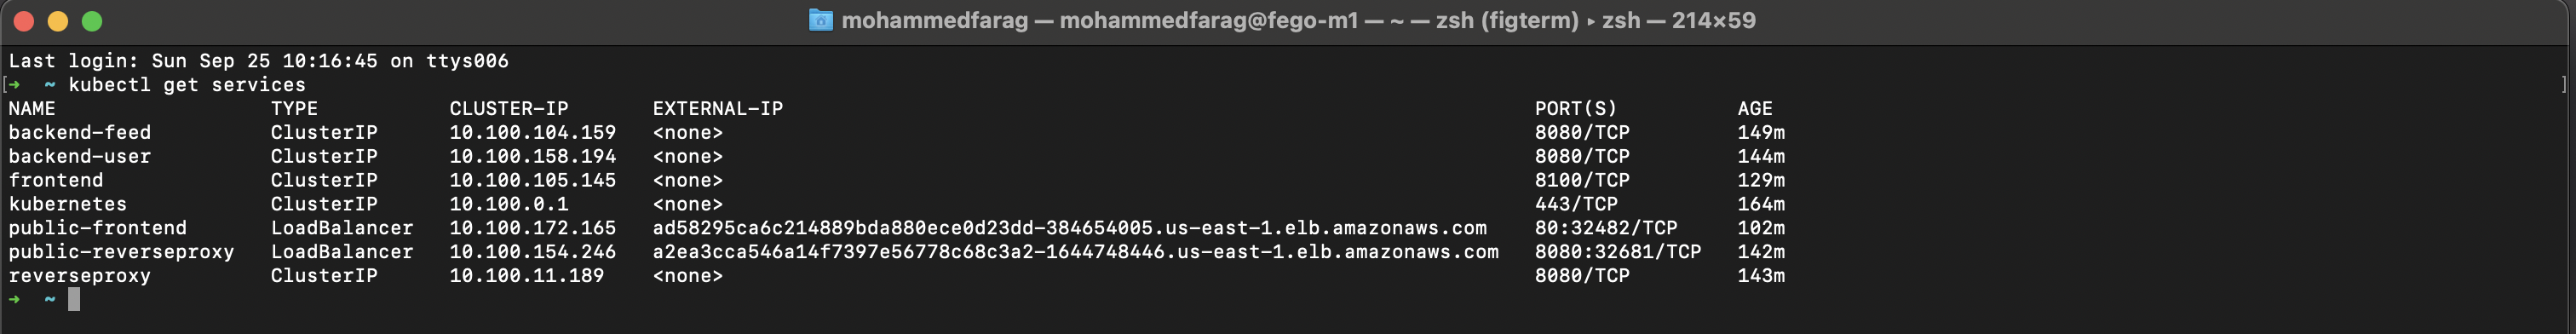 mohammedfarag — mohammedfarag@fego-m1 — ~ — zsh (figterm) ▸ zsh — 214×59
Last login: Sun Sep 25 10:16:45 on ttys006
[➜  ~ kubectl get services ]
NAME TYPE CLUSTER-IP EXTERNAL-IP PORT(S) AGE
backend-feed ClusterIP 10.100.104.159 <none> 8080/TCP 149m
backend-user ClusterIP 10.100.158.194 <none> 8080/TCP 144m
frontend ClusterIP 10.100.105.145 <none> 8100/TCP 129m
kubernetes ClusterIP 10.100.0.1 <none> 443/TCP 164m
public-frontend LoadBalancer 10.100.172.165 ad58295ca6c214889bda880ece0d23dd-384654005.us-east-1.elb.amazonaws.com 80:32482/TCP 102m
public-reverseproxy LoadBalancer 10.100.154.246 a2ea3cca546a14f7397e56778c68c3a2-1644748446.us-east-1.elb.amazonaws.com 8080:32681/TCP 142m
reverseproxy ClusterIP 10.100.11.189 <none> 8080/TCP 143m
➜  ~